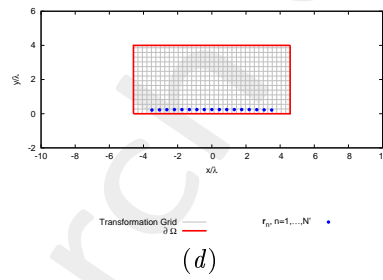 y/λ
6
4
2
0
-2
-10 -8 -6 -4 -2 0 2 4 6 8
x/λ
Transformation Grid
∂ Ω
r_n, n=1,...,N'
(d)